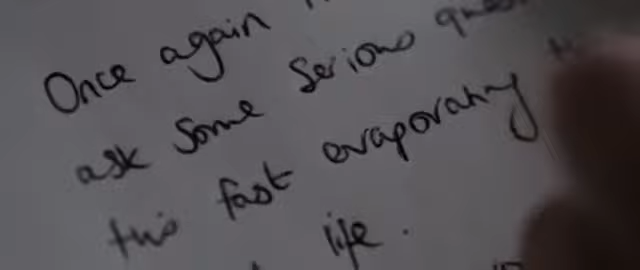 Once again
ask some serious
this fast evaporating
life.